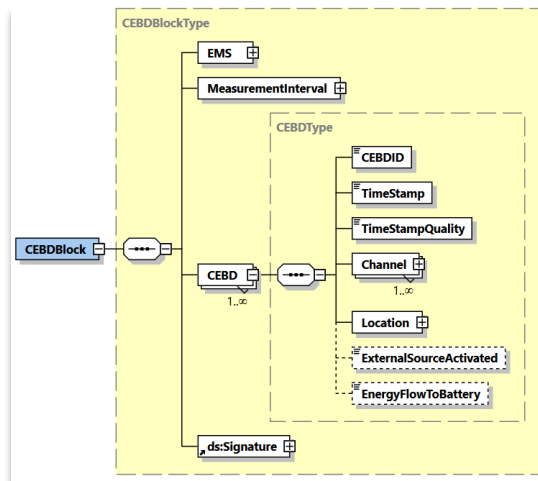 CEBDBlockType
EMS
MeasurementInterval
CEBDType
CEBDID
TimeStamp
TimeStampQuality
CEBDBlock
CEBD
1..∞
Channel
1..∞
Location
ExternalSourceActivated
EnergyFlowToBattery
ds:Signature